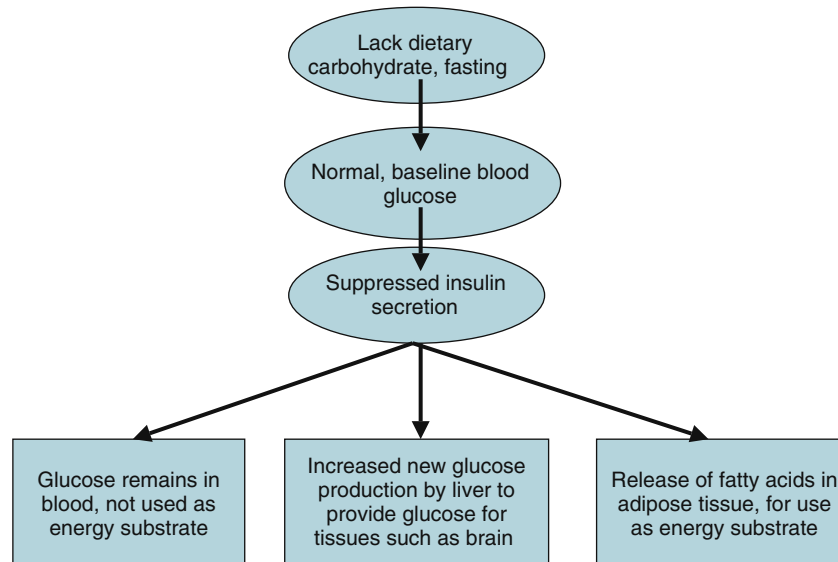 Lack dietary
carbohydrate, fasting
Normal, baseline blood
glucose
Suppressed insulin
secretion
Glucose remains in
blood, not used as
energy substrate
Increased new glucose
production by liver to
provide glucose for
tissues such as brain
Release of fatty acids in
adipose tissue, for use
as energy substrate